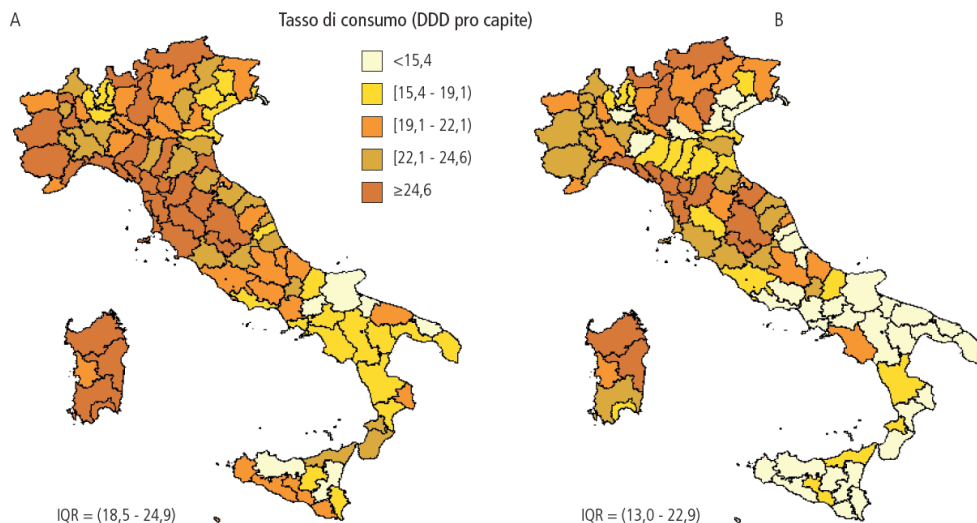 A
Tasso di consumo (DDD pro capite)
B
<15,4
[15,4 - 19,1)
[19,1 - 22,1)
[22,1 - 24,6)
≥24,6
IQR = (18,5 - 24,9)
IQR = (13,0 - 22,9)